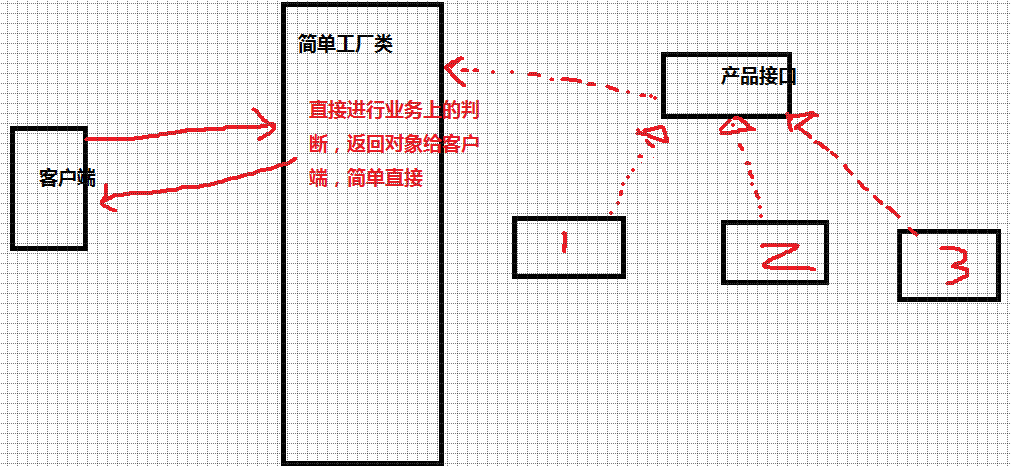 简单工厂类
产品接口
直接进行业务上的判
断，返回对象给客户
端，简单直接
客户端
1
2
3